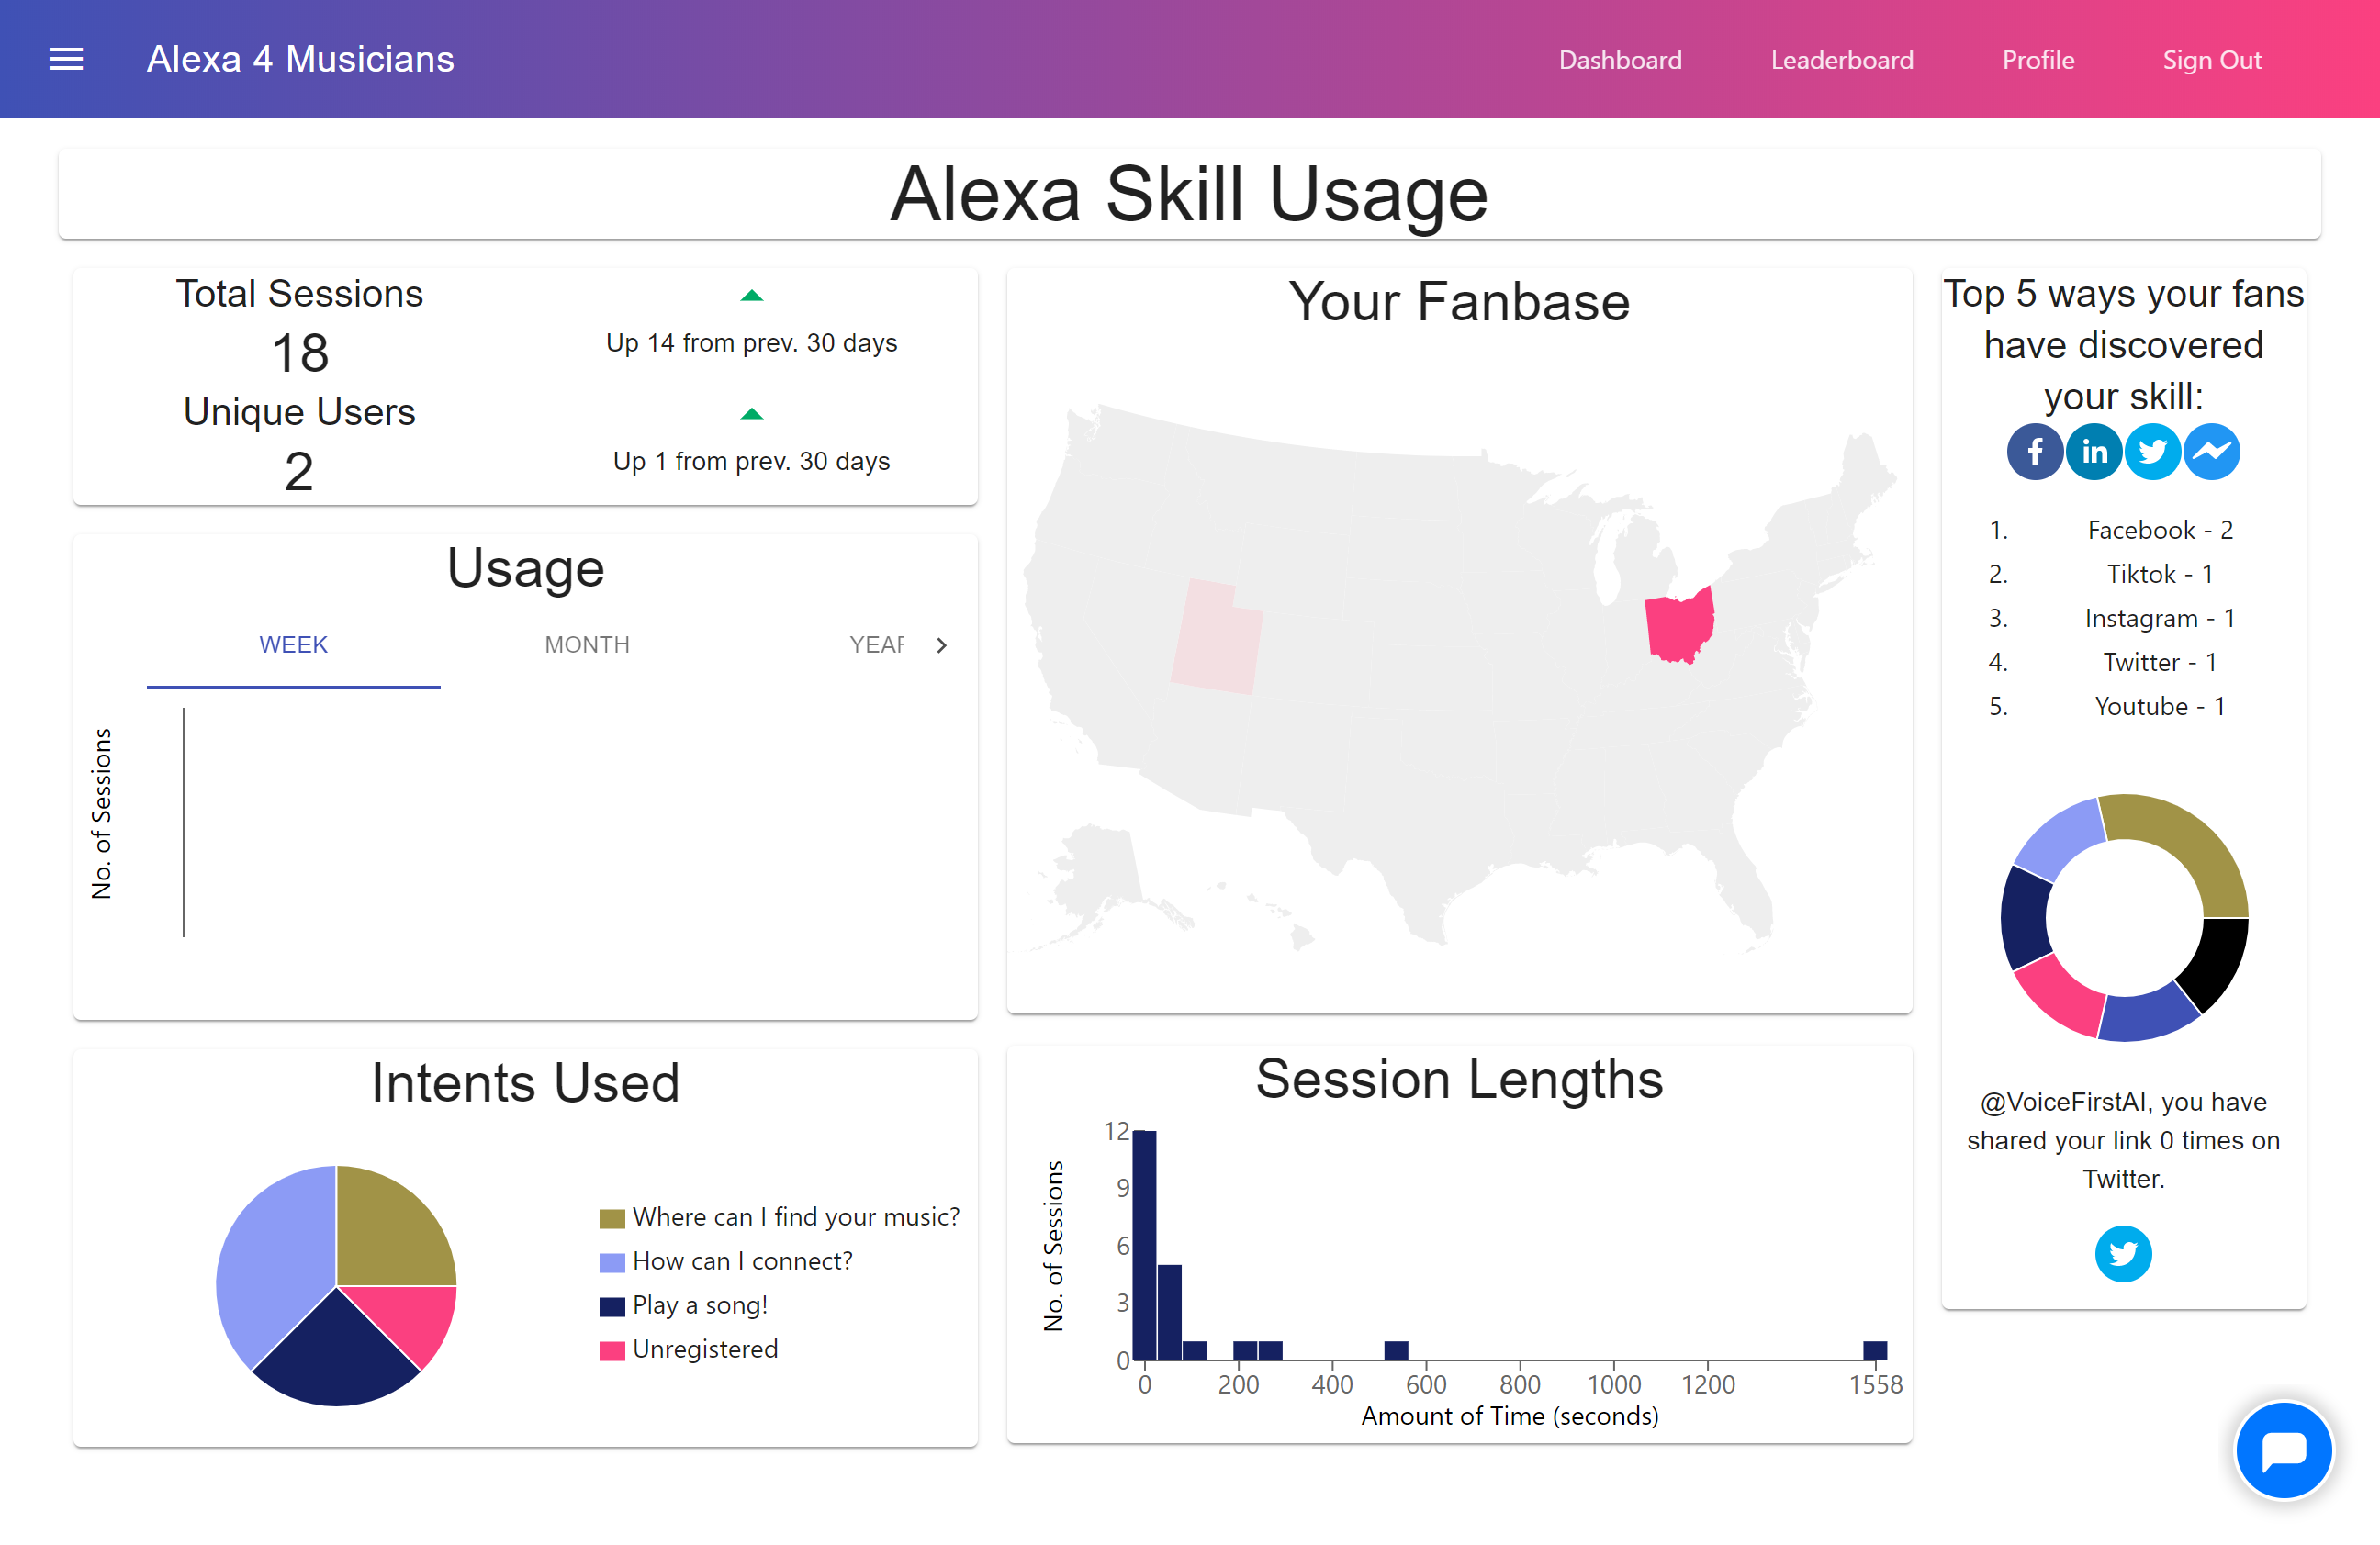 Alexa 4 Musicians
Dashboard
Leaderboard
Profile
Sign Out
Alexa Skill Usage
Total Sessions
18
Up 14 from prev. 30 days
Unique Users
2
Up 1 from prev. 30 days
Usage
WEEK
MONTH
YEAR
No. of Sessions
Intents Used
Where can I find your music?
How can I connect?
Play a song!
Unregistered
Your Fanbase
Session Lengths
12
9
6
3
0
No. of Sessions
0
200
400
600
800
1000
1200
1558
Amount of Time (seconds)
Top 5 ways your fans
have discovered
your skill:
in
1. Facebook - 2
2. Tiktok - 1
3. Instagram - 1
4. Twitter - 1
5. Youtube - 1
@VoiceFirstAI, you have
shared your link 0 times on
Twitter.